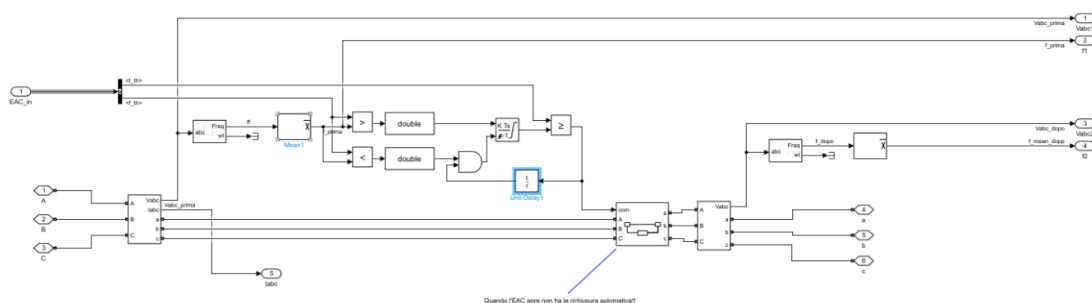 1
Vabc_prima
Vabc1
2
f_prima
f1
<t_th>
1
EAC_in
<f_th>
Freq
abc
wt
ff
x
Mean1
f_prima
>
double
K Ts
z-1
≥
<
double
Unit Delay1
3
Vabc_dopo
Vabc2
Freq
abc
wt
f_dopo
x
f_mean_dopp
4
f2
1
A
2
B
3
C
A
B
C
Vabc
Iabc
a
b
c
Vabc_prima
com
A
B
C
a
b
c
A
B
C
Vabc
a
b
c
4
a
5
b
6
c
5
Iabc
Quando l'EAC apre non ha la richiusura automatica!!